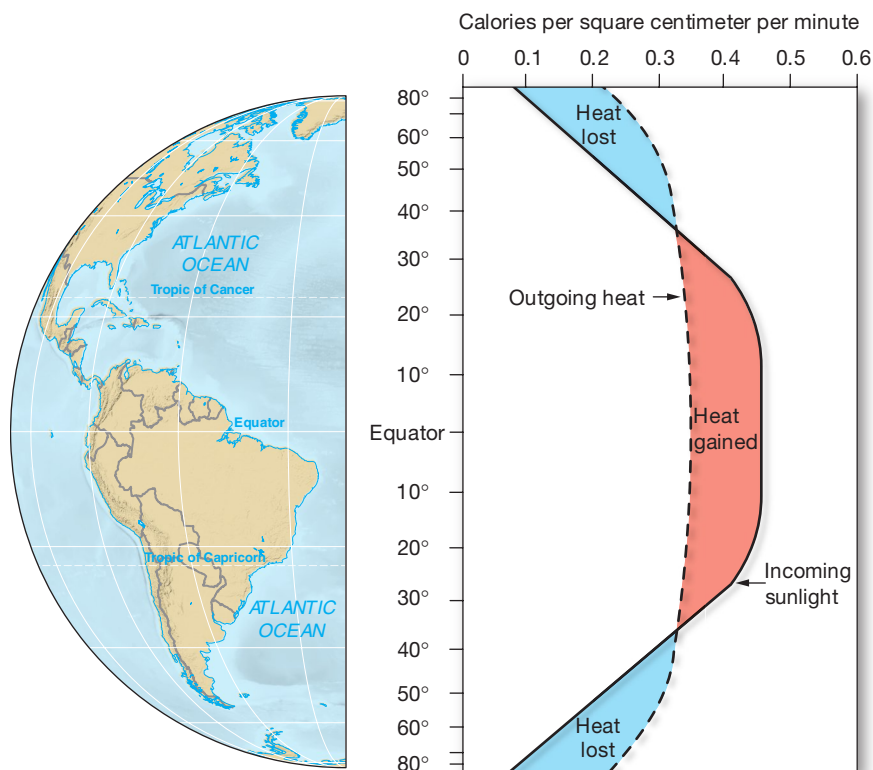 Calories per square centimeter per minute
0 0.1 0.2 0.3 0.4 0.5 0.6
80°
60°
50°
40°
30°
20°
10°
Equator
10°
20°
30°
40°
50°
60°
80°
Heat
lost
Outgoing heat
Heat
gained
Incoming
sunlight
Heat
lost
ATLANTIC
OCEAN
Tropic of Cancer
Equator
Tropic of Capricorn
ATLANTIC
OCEAN